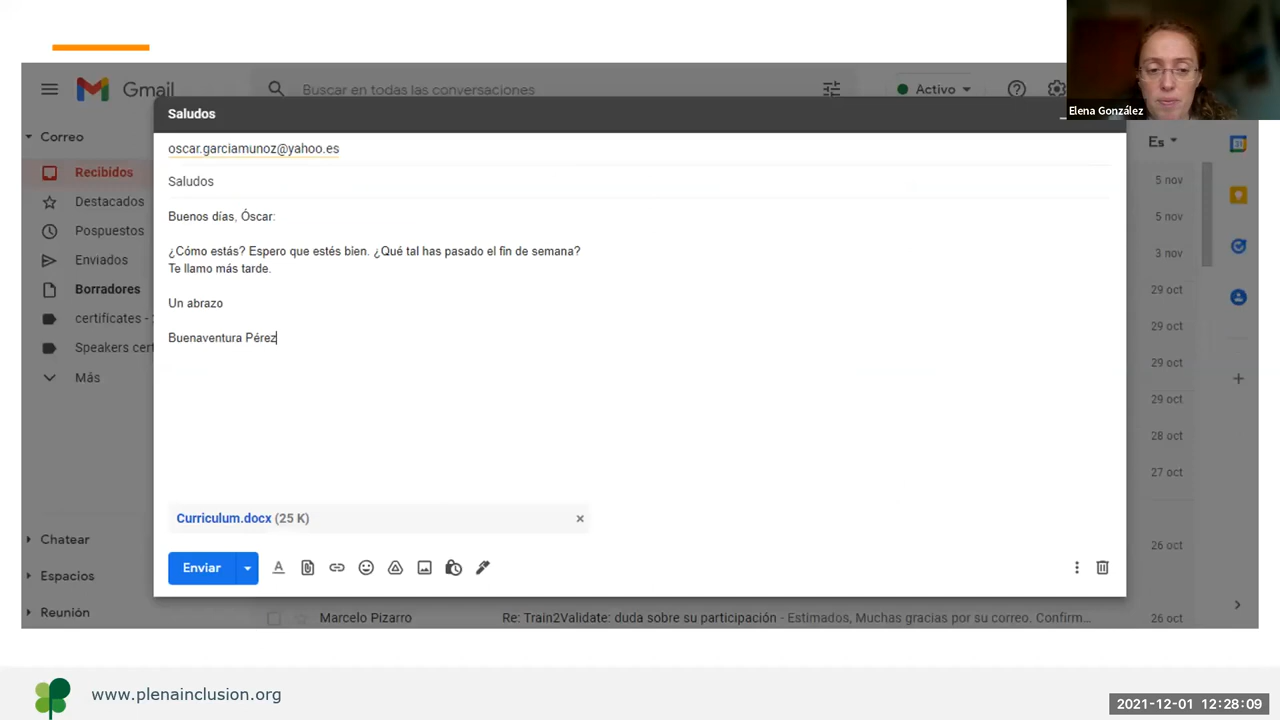 Gmail
Buscar en todas las conversaciones
Activo
Elena González
Correo
Recibidos
Destacados
Pospuestos
Enviados
Borradores
certificates -
Speakers cert
Más
Chatear
Espacios
Reunión
Saludos
oscar.garciamunoz@yahoo.es
Saludos
Buenos días, Óscar:
¿Cómo estás? Espero que estés bien. ¿Qué tal has pasado el fin de semana?
Te llamo más tarde.
Un abrazo
Buenaventura Pérez
Curriculum.docx (25 K)
Enviar
Es
5 nov
5 nov
3 nov
29 oct
29 oct
29 oct
29 oct
28 oct
27 oct
26 oct
Marcelo Pizarro Re: Train2Validate: duda sobre su participación - Estimados, Muchas gracias por su correo. Confirm... 26 oct
www.plenainclusion.org
2021-12-01 12:28:09